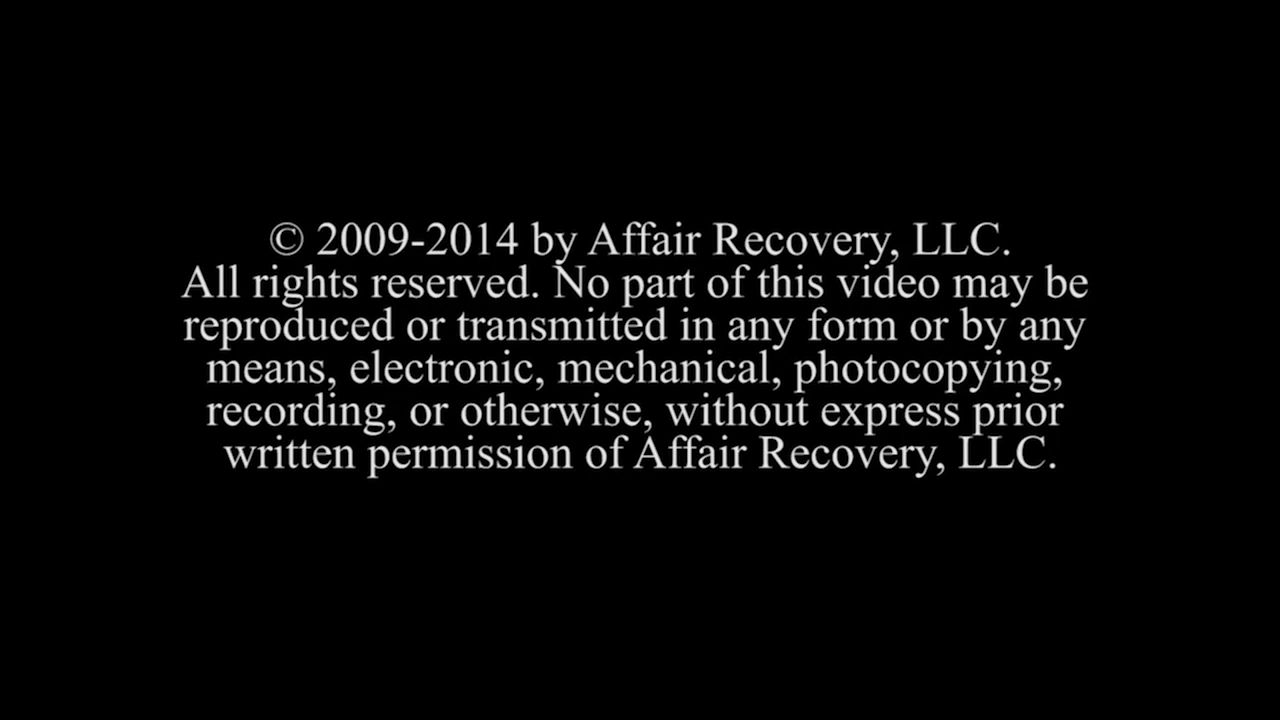 © 2009-2014 by Affair Recovery, LLC.
All rights reserved. No part of this video may be
reproduced or transmitted in any form or by any
means, electronic, mechanical, photocopying,
recording, or otherwise, without express prior
written permission of Affair Recovery, LLC.